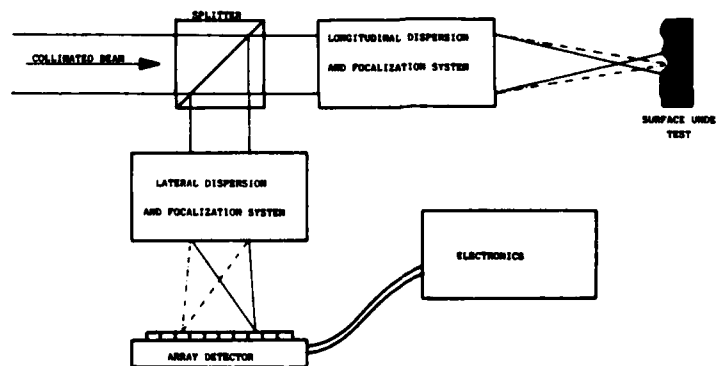 SPLITTER
COLLIMATED BEAM
LONGITUDINAL DISPERSION
AND FOCALIZATION SYSTEM
SURFACE UNDE
TEST
LATERAL DISPERSION
AND FOCALIZATION SYSTEM
ELECTRONICS
ARRAY DETECTOR